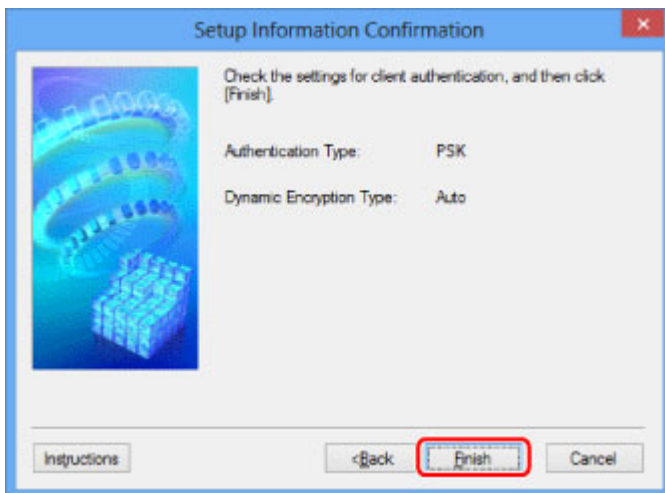 Setup Information Confirmation
Check the settings for client authentication, and then click
[Finish].
Authentication Type: PSK
Dynamic Encryption Type: Auto
Instructions <Back Finish Cancel